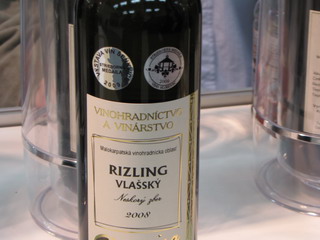 VINOHRADNÍCTVO
A VINÁRSTVO
Malokarpatská vinohradnícka oblasť
RIZLING
VLAŠSKÝ
Neskorý zber
2008